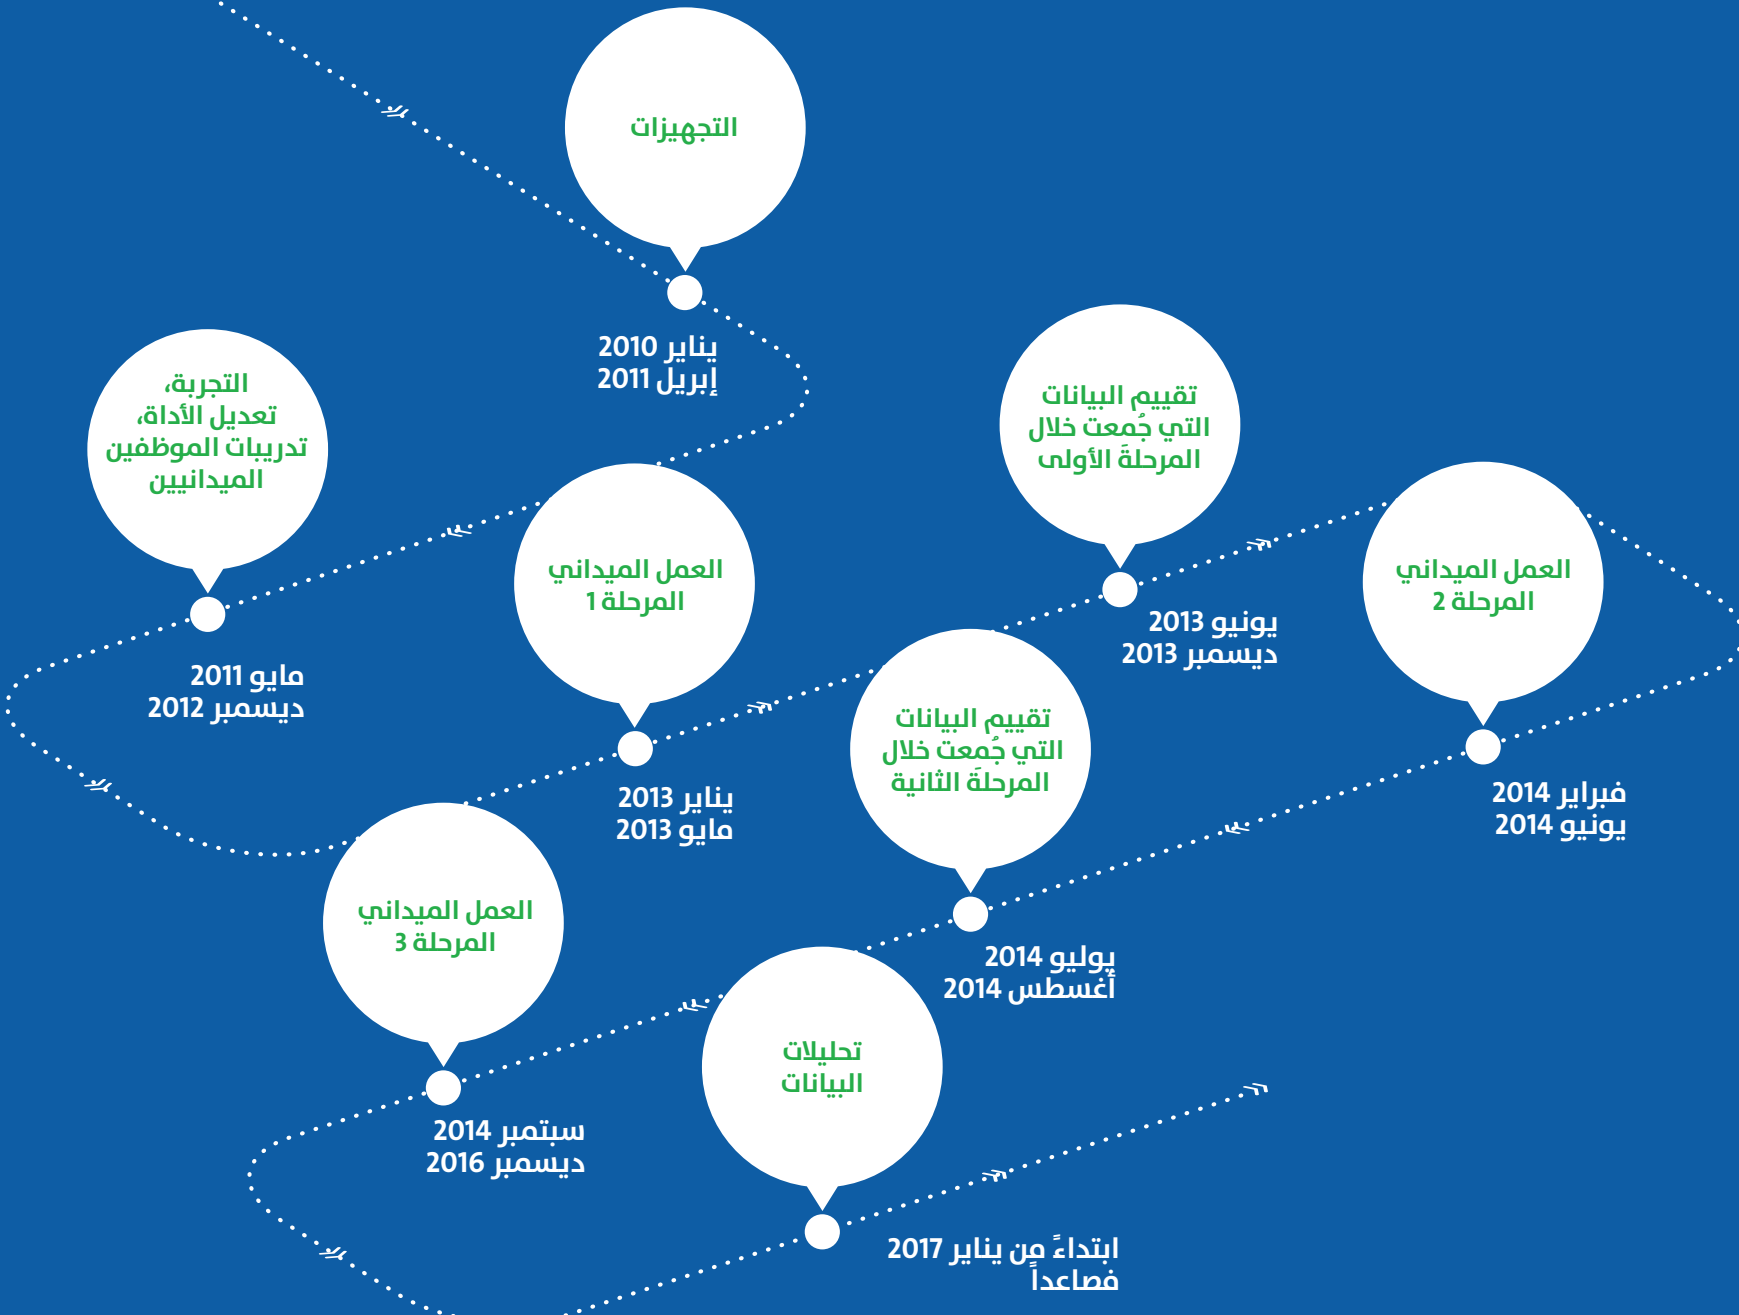 التجهيزات
يناير 2010
إبريل 2011
التجربة،
تعديل الأداة،
تدريبات الموظفين
الميدانيين
مايو 2011
ديسمبر 2012
العمل الميداني
المرحلة 1
يناير 2013
مايو 2013
تقييم البيانات
التي جُمعت خلال
المرحلة الأولى
يونيو 2013
ديسمبر 2013
العمل الميداني
المرحلة 2
فبراير 2014
يونيو 2014
تقييم البيانات
التي جُمعت خلال
المرحلة الثانية
يوليو 2014
أغسطس 2014
العمل الميداني
المرحلة 3
سبتمبر 2014
ديسمبر 2016
تحليلات
البيانات
ابتداءً من يناير 2017
فصاعداً